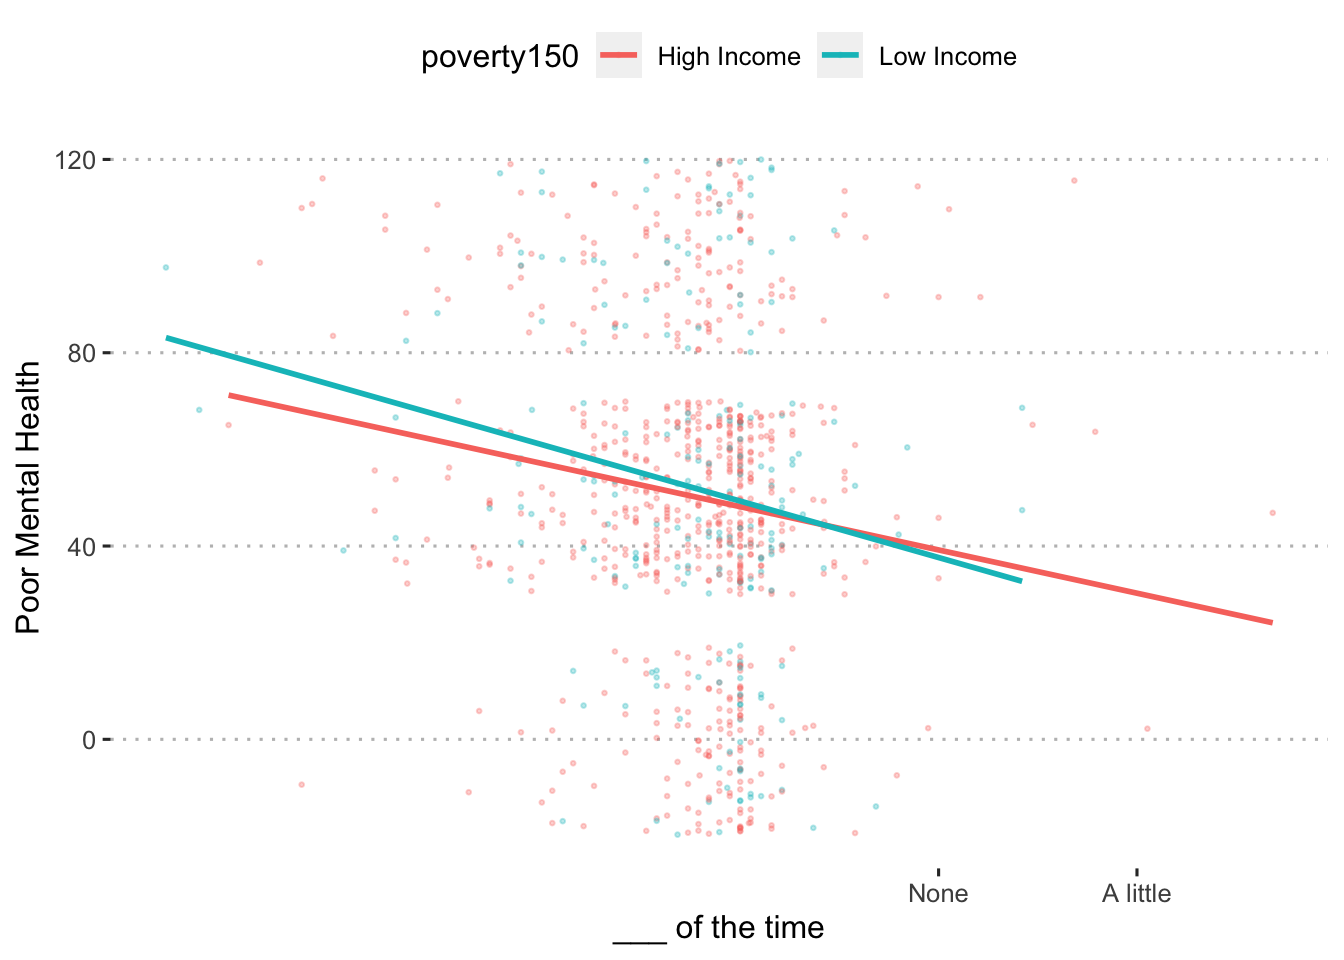 poverty150 High Income Low Income
120
80
40
0
Poor Mental Health
None A little
___ of the time